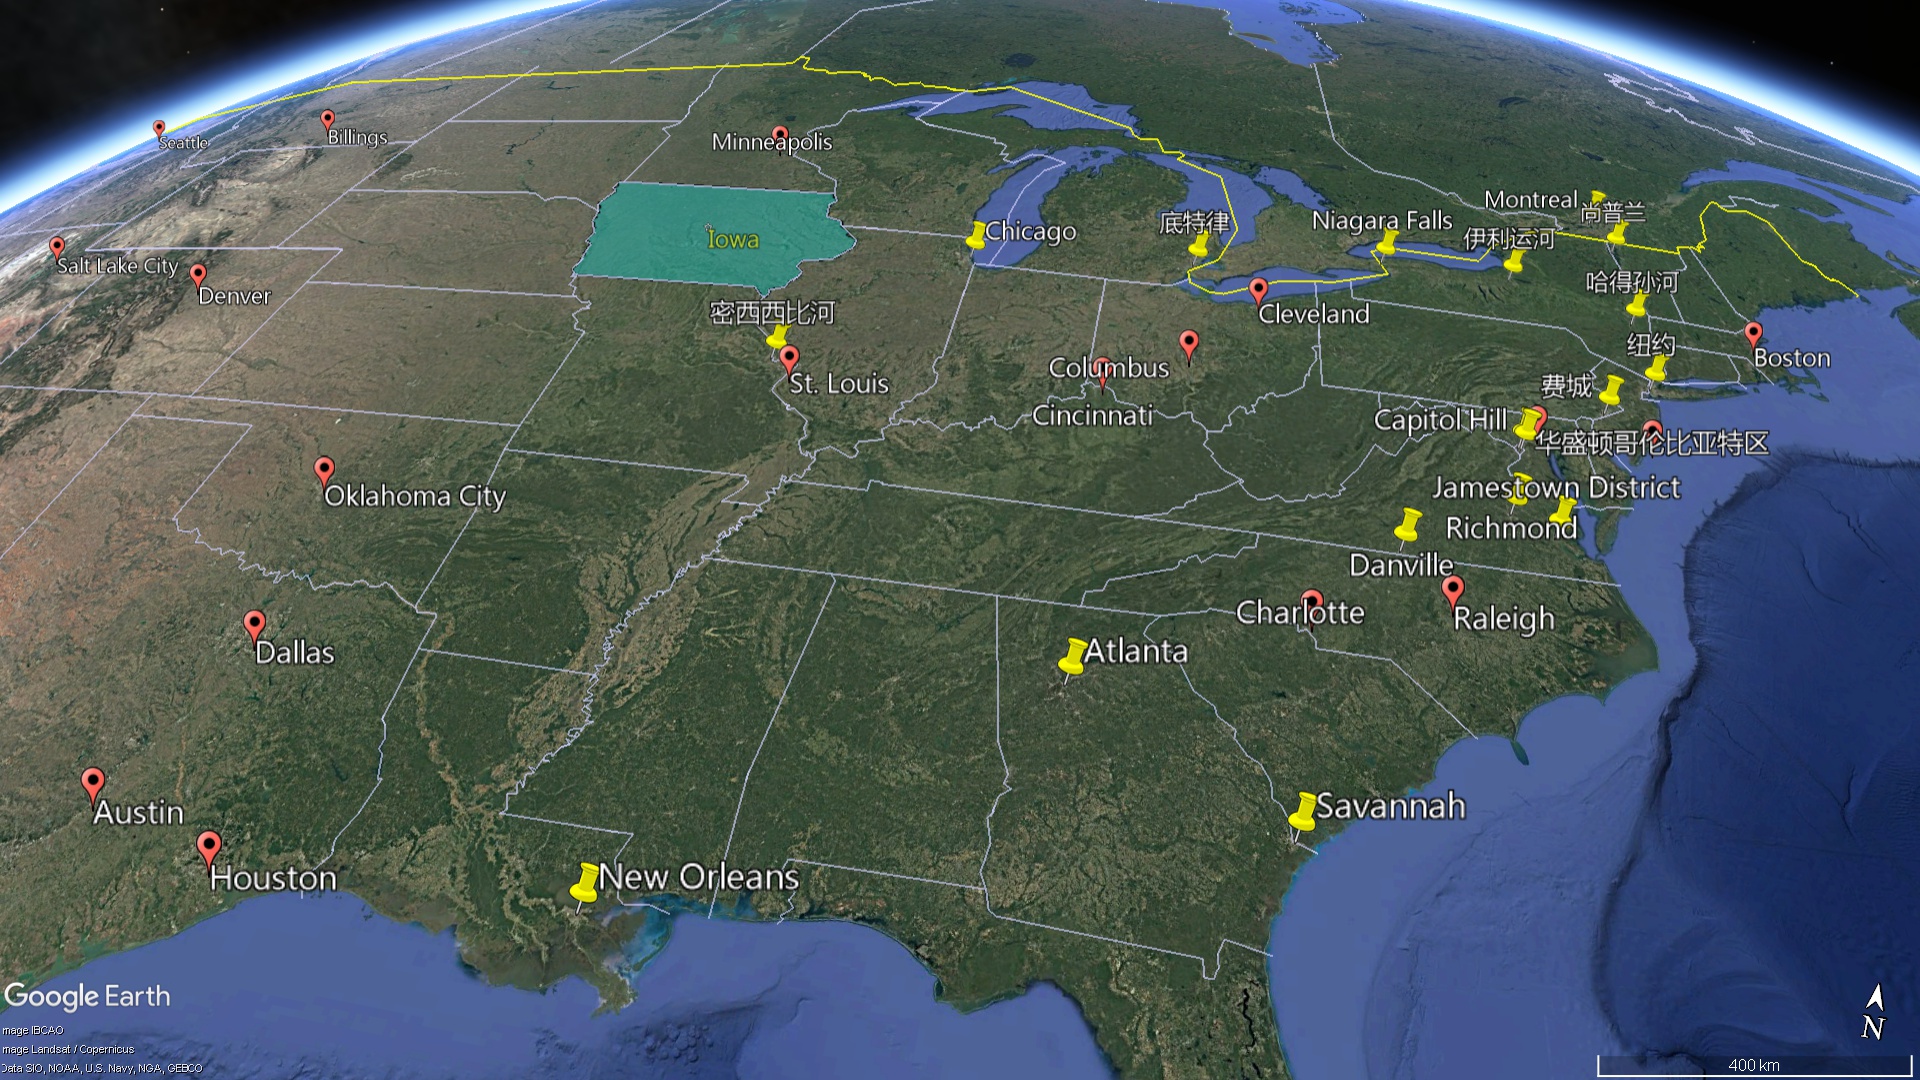 Seattle
Billings
Minneapolis
Montreal
尚普兰
Niagara Falls
底特律
Chicago
伊利运河
Iowa
Salt Lake City
Denver
哈得孙河
密西西比河
Cleveland
纽约
Boston
Columbus
St. Louis
费城
Cincinnati
Capitol Hill
华盛顿哥伦比亚特区
Jamestown District
Oklahoma City
Richmond
Danville
Charlotte
Raleigh
Dallas
Atlanta
Savannah
Austin
Houston
New Orleans
Google Earth
mage IBCAO
mage Landsat / Copernicus
Data SIO, NOAA, U.S. Navy, NGA, GEBCO
N
400 km